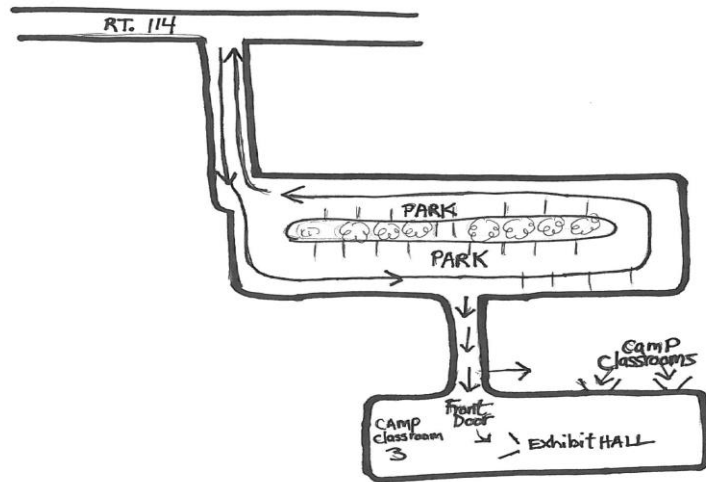 RT. 114
PARK
PARK
Camp
Classrooms
Front
Door
CAMP
Classroom
3
Exhibit HALL